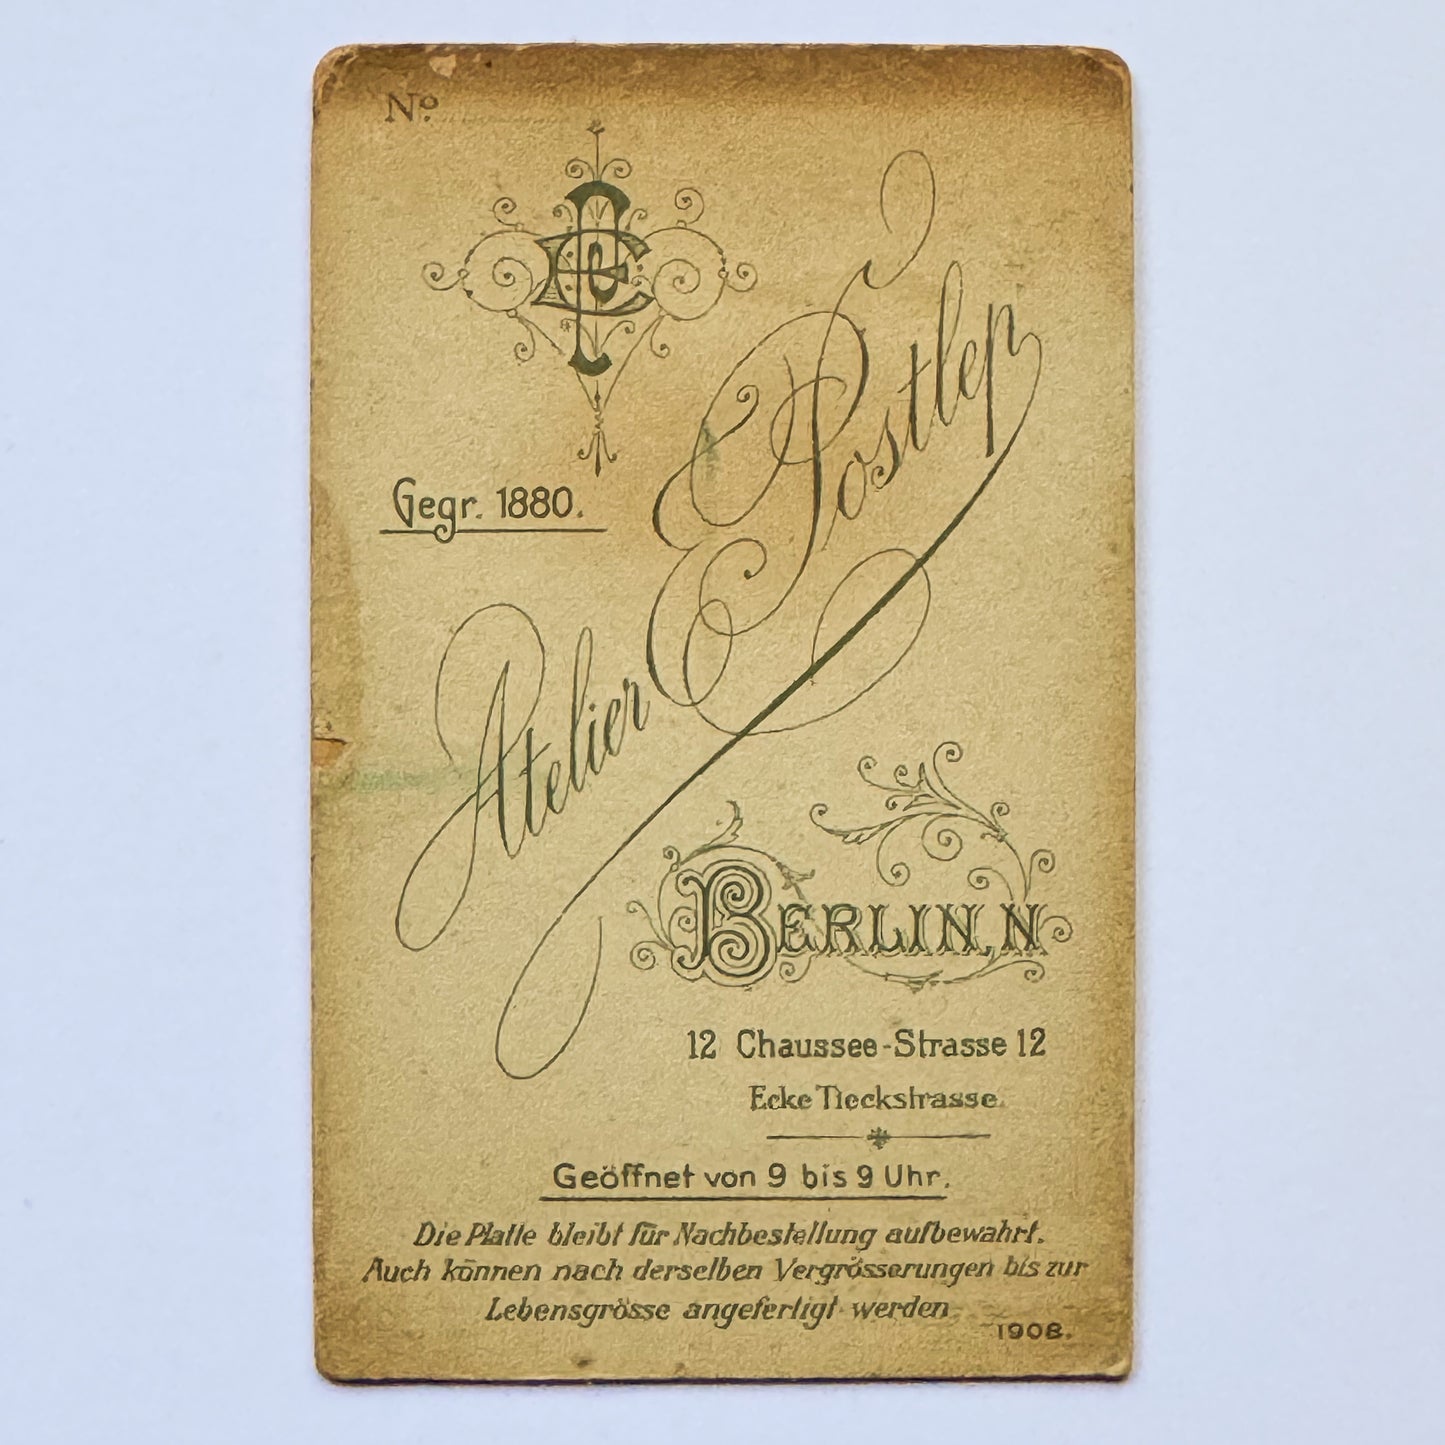 Nº
Gegr. 1880.
Atelier E Postlep
BERLIN, N
12 Chaussee-Strasse 12
Ecke Tieckstrasse.
Geöffnet von 9 bis 9 Uhr.
Die Platte bleibt für Nachbestellung aufbewahrt.
Auch können nach derselben Vergrösserungen bis zur
Lebensgrösse angefertigt werden.
1908.